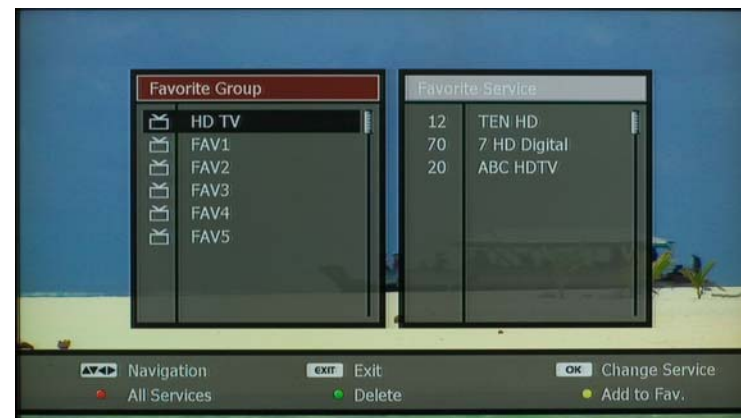 Favorite Group
HD TV
FAV1
FAV2
FAV3
FAV4
FAV5
Favorite Service
12 TEN HD
70 7 HD Digital
20 ABC HDTV
Navigation
EXIT Exit
OK Change Service
All Services
Delete
Add to Fav.